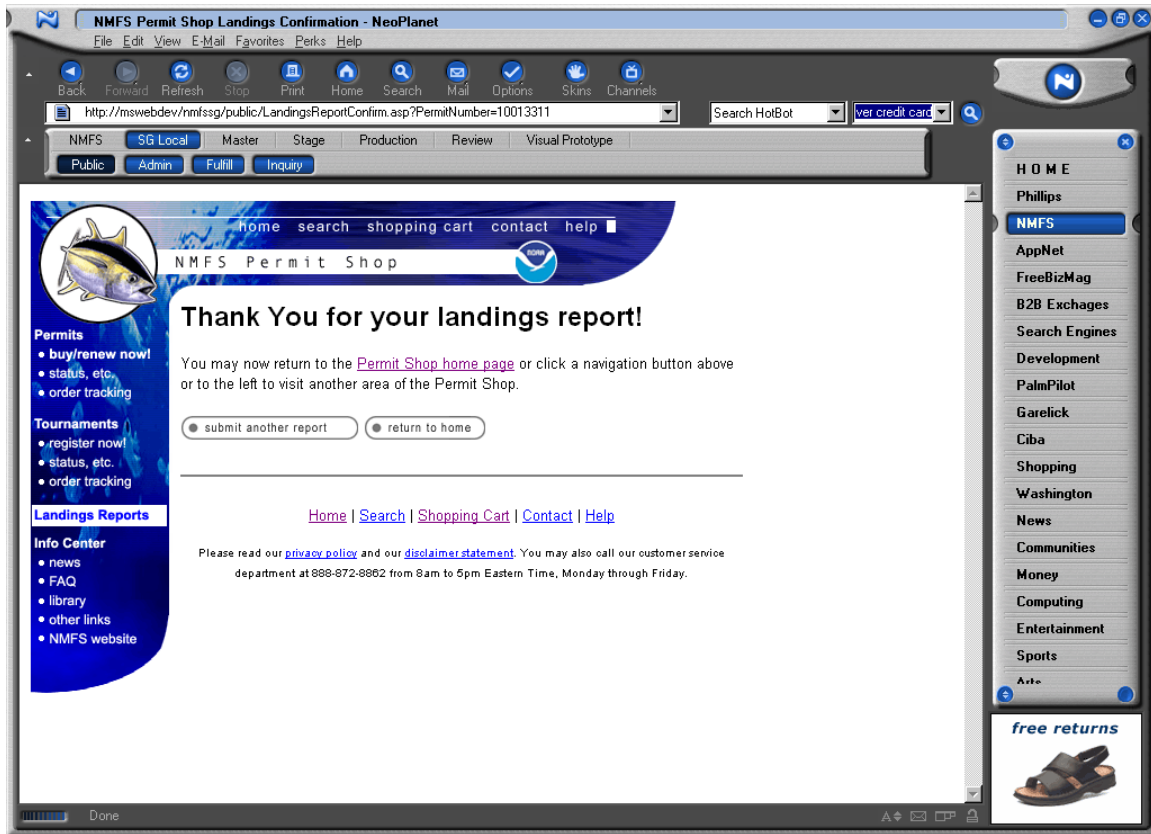 NMFS Permit Shop Landings Confirmation - NeoPlanet
File Edit View E-Mail Favorites Perks Help
Back Forward Refresh Stop Print Home Search Mail Options Skins Channels
http://mswebdev/nmfssg/public/LandingsReportConfirm.asp?PermitNumber=10013311 Search HotBot ver credit card
NMFS SG Local Master Stage Production Review Visual Prototype
Public Admin Fulfill Inquiry
home search shopping cart contact help
NMFS Permit Shop
NOAA
Permits
• buy/renew now!
• status, etc.
• order tracking
Tournaments
• register now!
• status, etc.
• order tracking
Landings Reports
Info Center
• news
• FAQ
• library
• other links
• NMFS website
Thank You for your landings report!
You may now return to the Permit Shop home page or click a navigation button above
or to the left to visit another area of the Permit Shop.
submit another report return to home
Home | Search | Shopping Cart | Contact | Help
Please read our privacy policy and our disclaimer statement. You may also call our customer service
department at 888-872-8862 from 8am to 5pm Eastern Time, Monday through Friday.
HOME
Phillips
NMFS
AppNet
FreeBizMag
B2B Exchages
Search Engines
Development
PalmPilot
Garelick
Ciba
Shopping
Washington
News
Communities
Money
Computing
Entertainment
Sports
Arts
free returns
Done